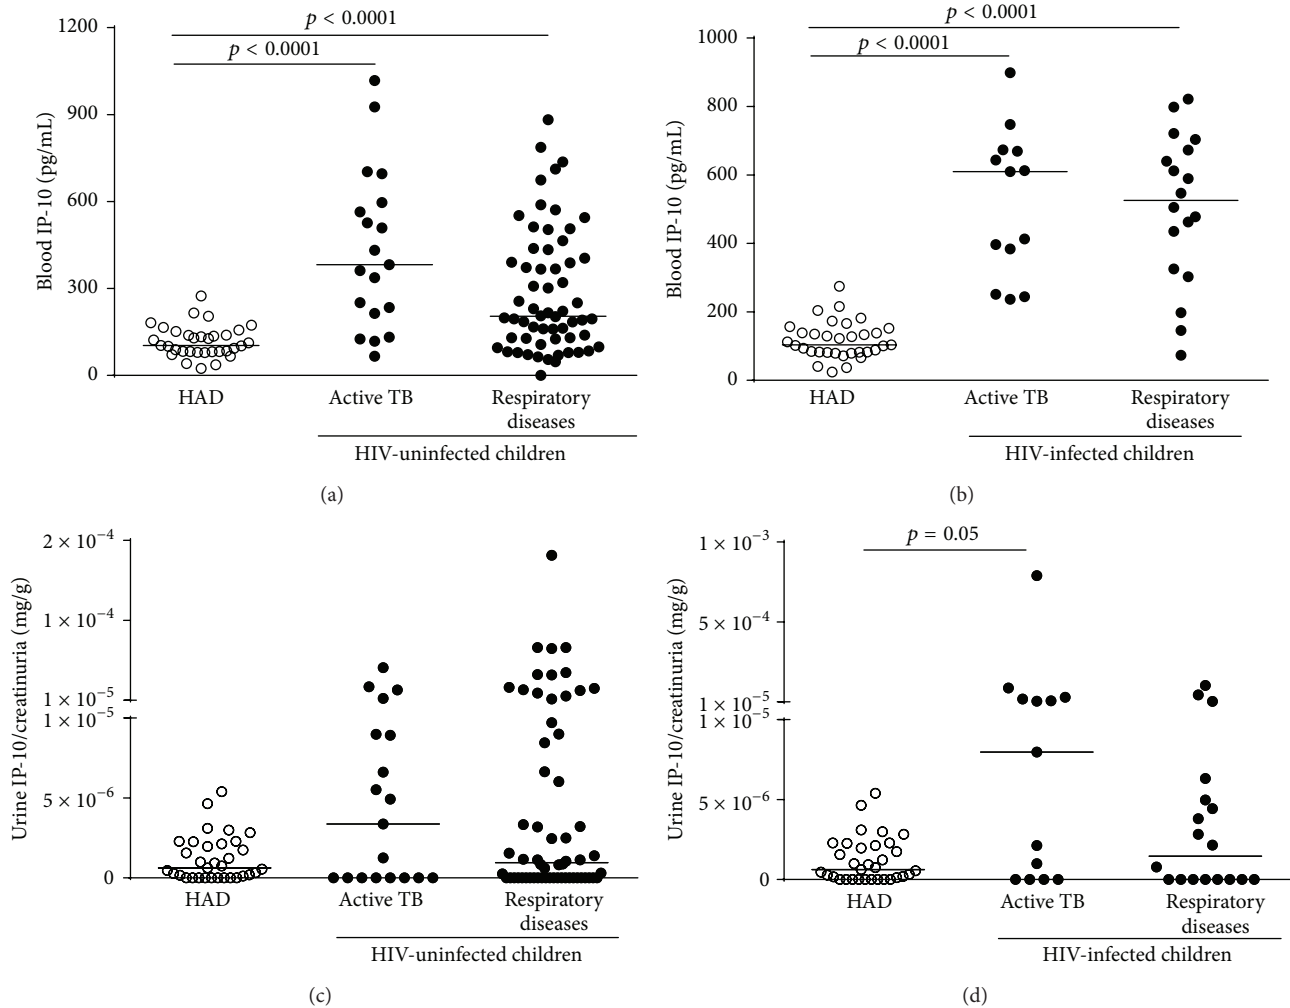 p < 0.0001
p < 0.0001
1200
900
600
300
0
Blood IP-10 (pg/mL)
HAD
Active TB
Respiratory
diseases
HIV-uninfected children
(a)
p < 0.0001
p < 0.0001
1000
800
600
400
200
0
Blood IP-10 (pg/mL)
HAD
Active TB
Respiratory
diseases
HIV-infected children
(b)
2 × 10⁻⁴
1 × 10⁻⁴
1 × 10⁻⁵
1 × 10⁻⁵
5 × 10⁻⁶
0
Urine IP-10/creatinuria (mg/g)
HAD
Active TB
Respiratory
diseases
HIV-uninfected children
(c)
p = 0.05
1 × 10⁻³
5 × 10⁻⁴
1 × 10⁻⁵
1 × 10⁻⁵
5 × 10⁻⁶
0
Urine IP-10/creatinuria (mg/g)
HAD
Active TB
Respiratory
diseases
HIV-infected children
(d)